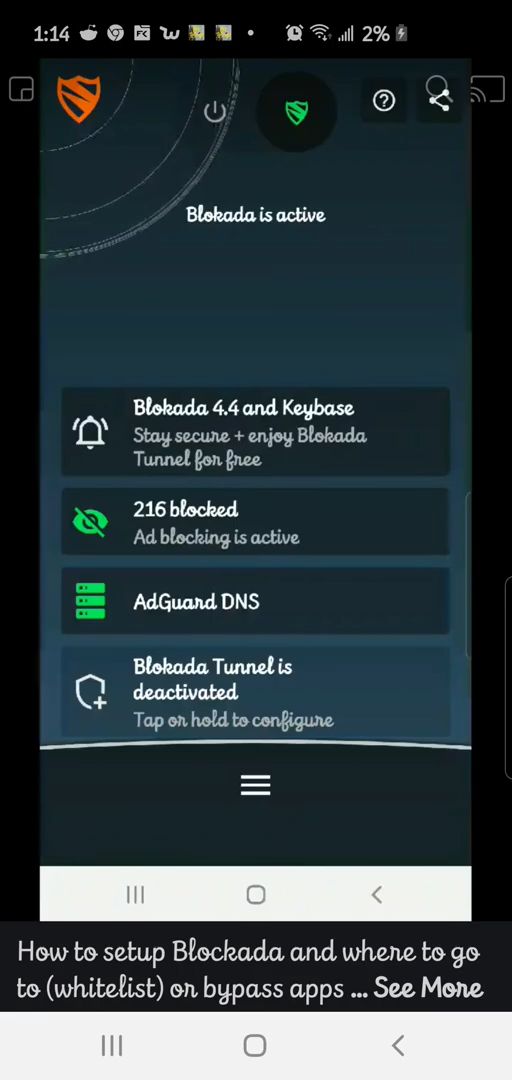 1:14
2%
Blokada is active
Blokada 4.4 and Keybase
Stay secure + enjoy Blokada
Tunnel for free
216 blocked
Ad blocking is active
AdGuard DNS
Blokada Tunnel is
deactivated
Tap or hold to configure
How to setup Blockada and where to go
to (whitelist) or bypass apps ... See More